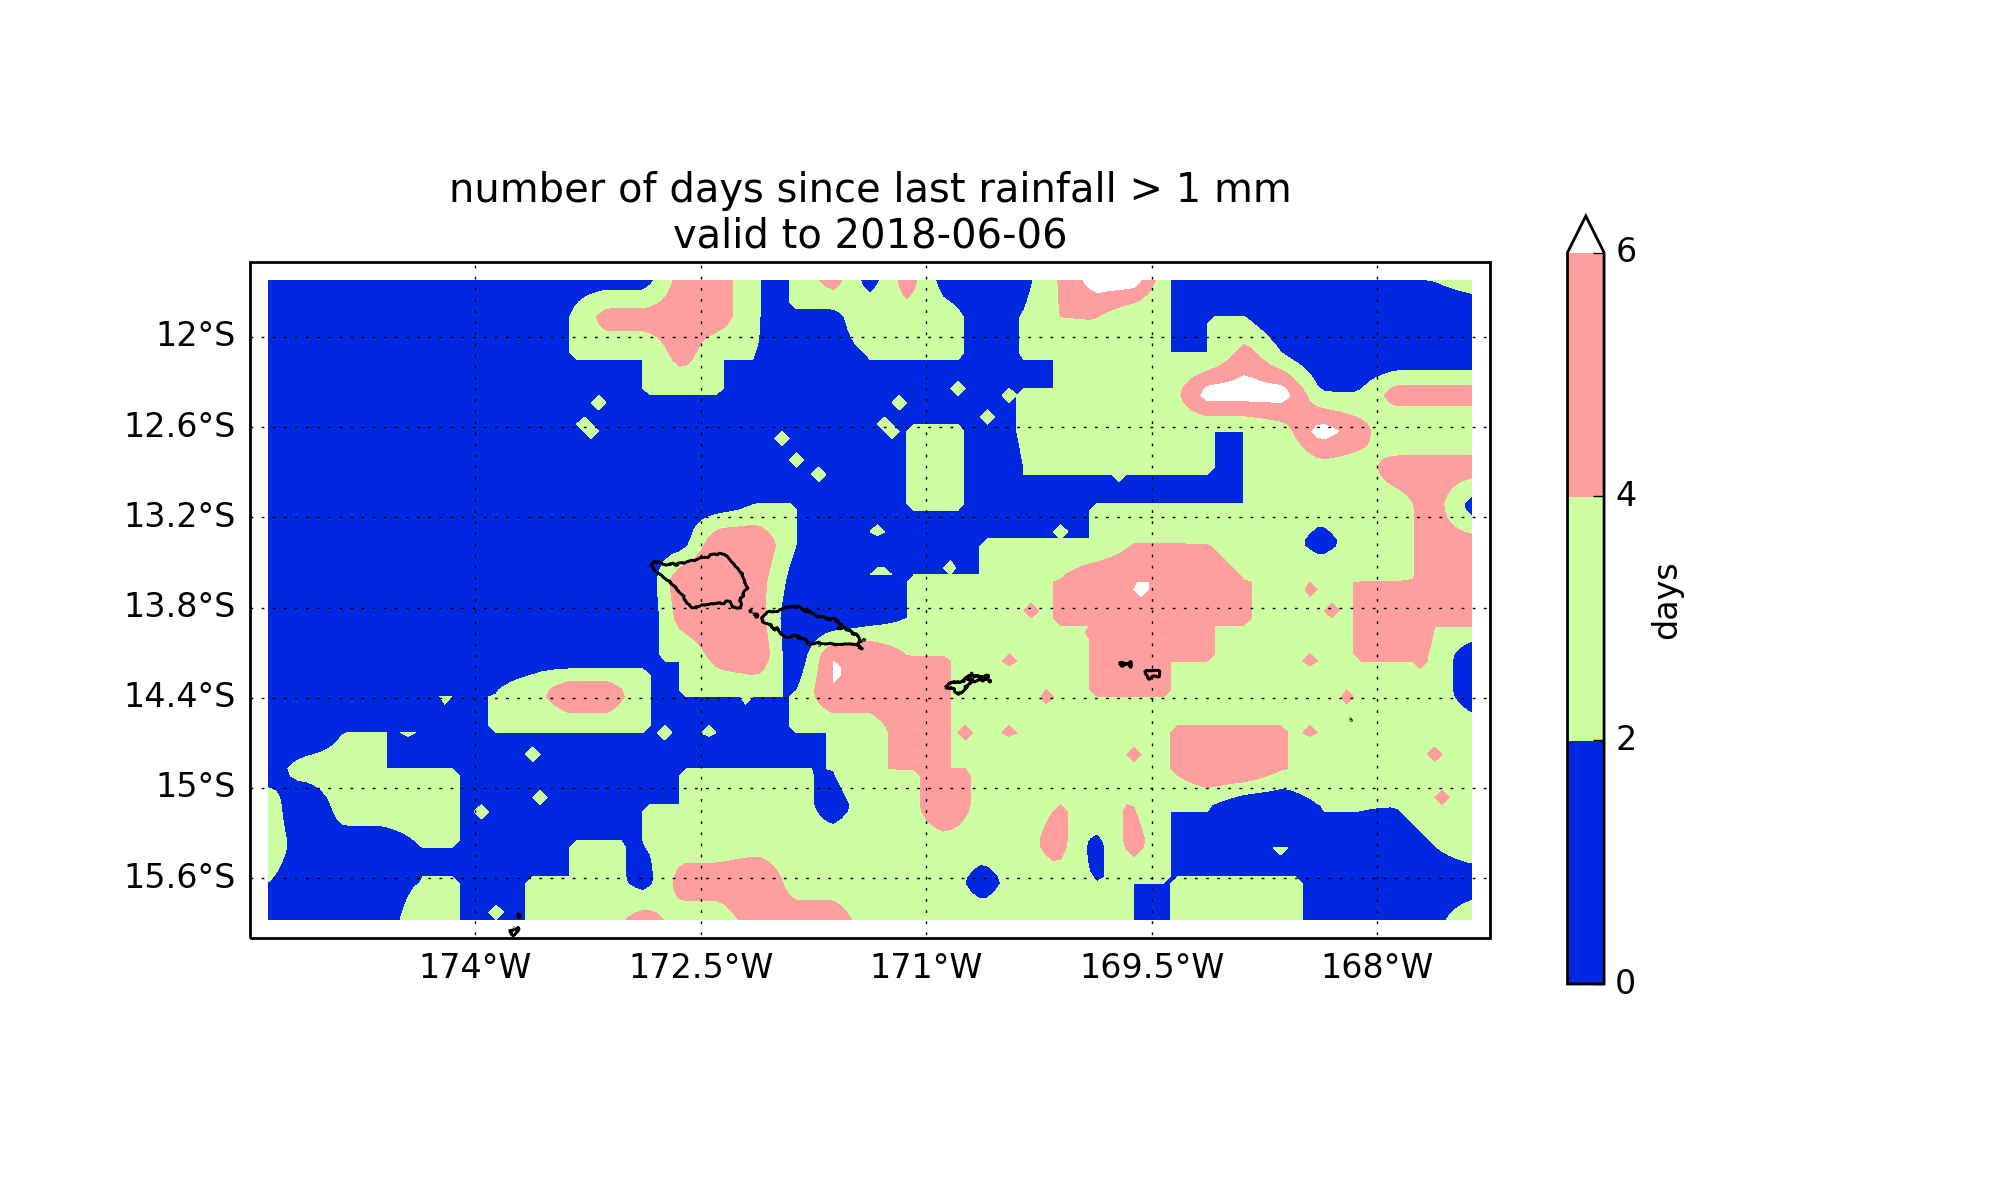 number of days since last rainfall > 1 mm
valid to 2018-06-06
12°S
12.6°S
13.2°S
13.8°S
14.4°S
15°S
15.6°S
174°W
172.5°W
171°W
169.5°W
168°W
6
4
2
0
days